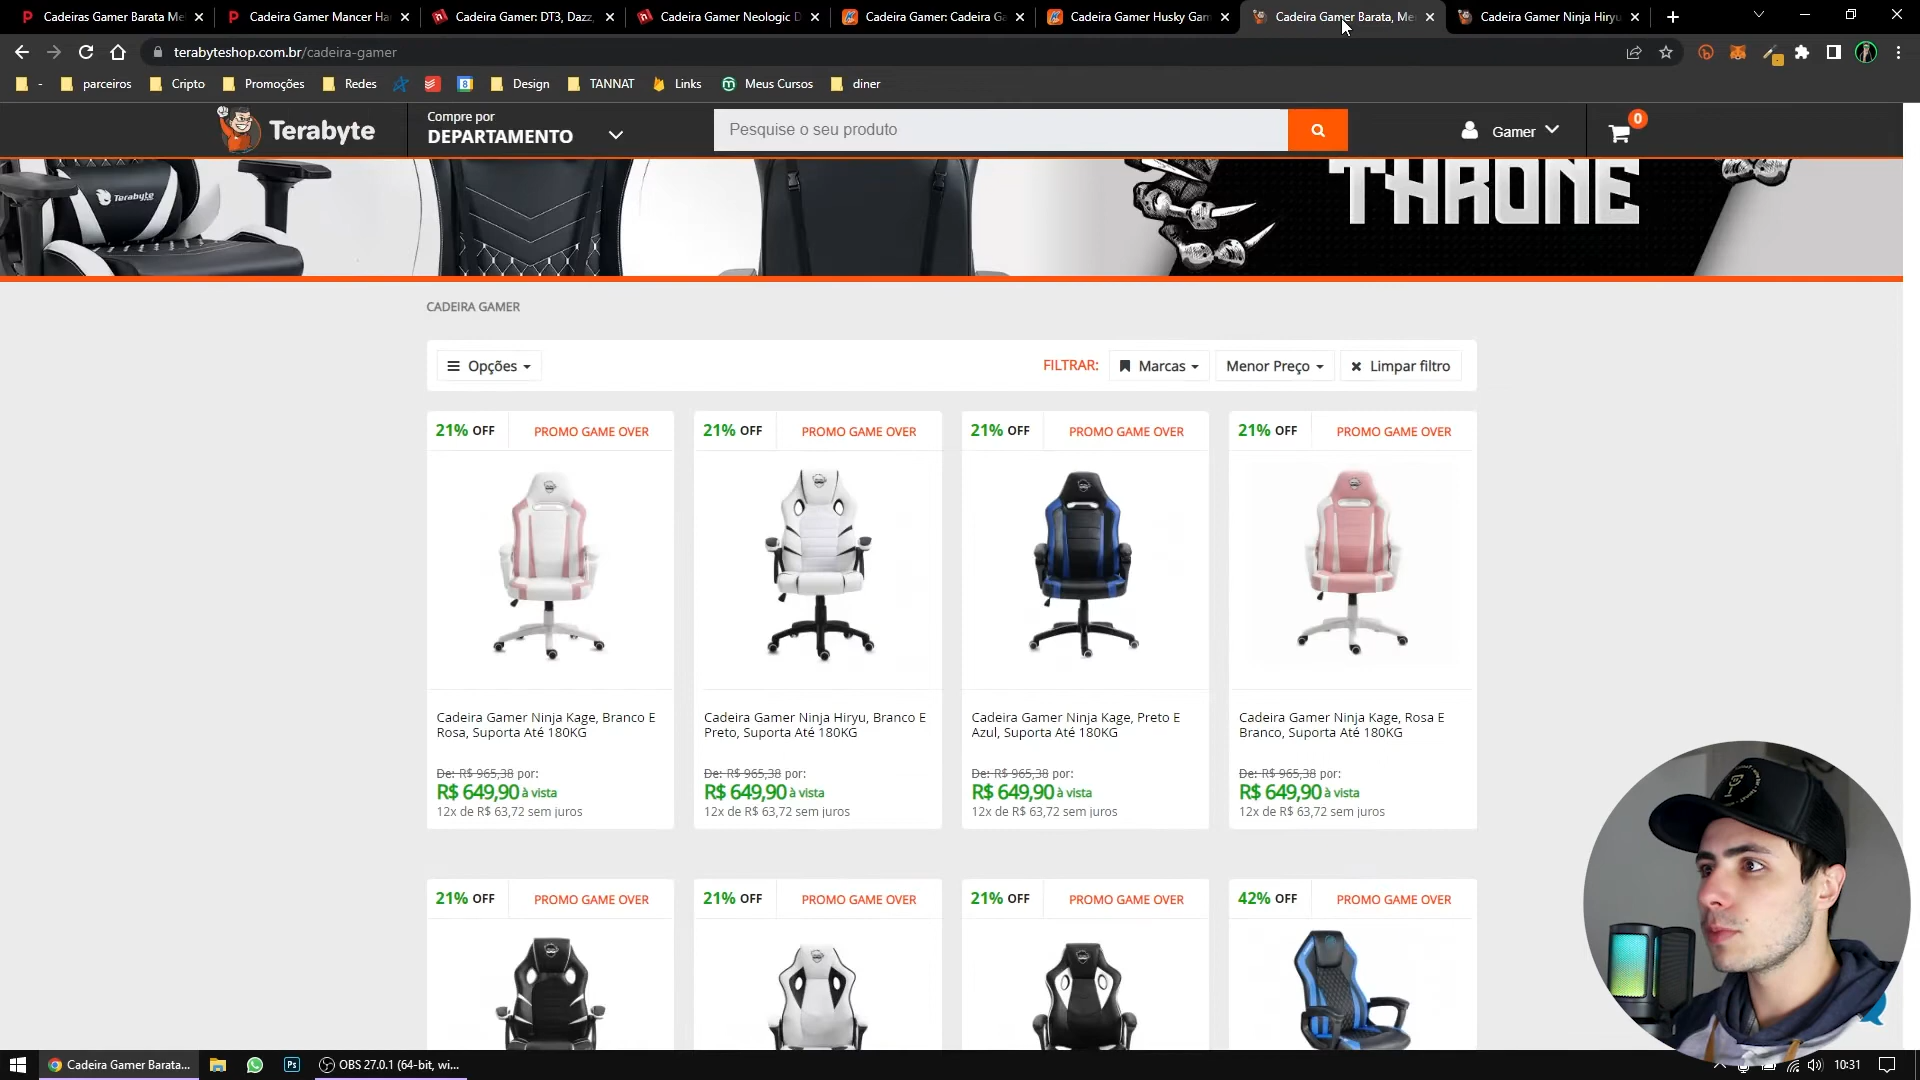 Cadeiras Gamer Barata Me
Cadeira Gamer Mancer Ha
Cadeira Gamer: DT3, Dazz,
Cadeira Gamer Neologic D
Cadeira Gamer: Cadeira Ga
Cadeira Gamer Husky Gam
Cadeira Gamer Barata, Me
Cadeira Gamer Ninja Hiryu
terabyteshop.com.br/cadeira-gamer
-
parceiros
Cripto
Promoções
Redes
8
Design
TANNAT
Links
Meus Cursos
diner
Terabyte
Compre por
DEPARTAMENTO
Pesquise o seu produto
Gamer
0
Terabyte
THRONE
CADEIRA GAMER
Opções
FILTRAR:
Marcas
Menor Preço
Limpar filtro
21% OFF
PROMO GAME OVER
21% OFF
PROMO GAME OVER
21% OFF
PROMO GAME OVER
21% OFF
PROMO GAME OVER
Cadeira Gamer Ninja Kage, Branco E
Rosa, Suporta Até 180KG
De: R$ 965,38 por:
R$ 649,90 à vista
12x de R$ 63,72 sem juros
Cadeira Gamer Ninja Hiryu, Branco E
Preto, Suporta Até 180KG
De: R$ 965,38 por:
R$ 649,90 à vista
12x de R$ 63,72 sem juros
Cadeira Gamer Ninja Kage, Preto E
Azul, Suporta Até 180KG
De: R$ 965,38 por:
R$ 649,90 à vista
12x de R$ 63,72 sem juros
Cadeira Gamer Ninja Kage, Rosa E
Branco, Suporta Até 180KG
De: R$ 965,38 por:
R$ 649,90 à vista
12x de R$ 63,72 sem juros
21% OFF
PROMO GAME OVER
21% OFF
PROMO GAME OVER
21% OFF
PROMO GAME OVER
42% OFF
PROMO GAME OVER
Cadeira Gamer Barata...
Ps
OBS 27.0.1 (64-bit, wi...
10:31